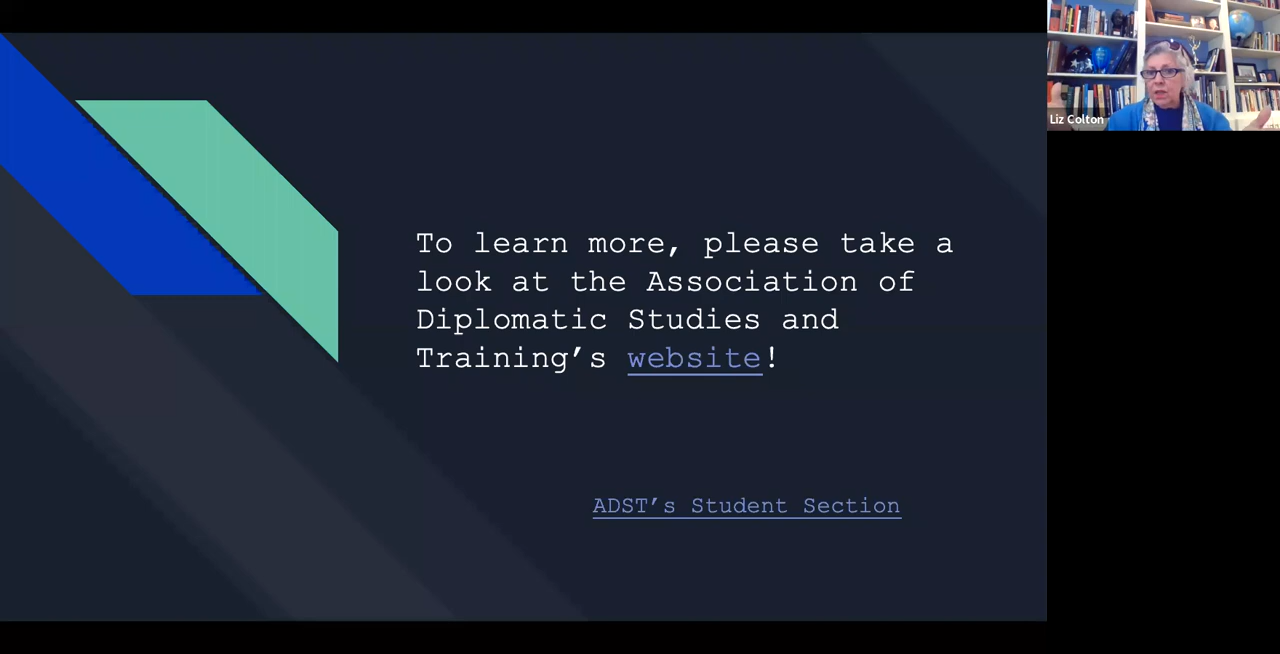 To learn more, please take a
look at the Association of
Diplomatic Studies and
Training’s website!
ADST’s Student Section
Liz Colton